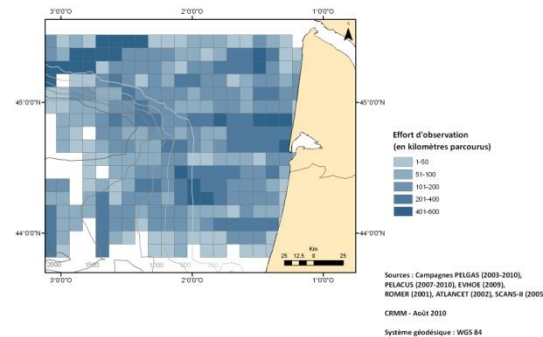 3°0'0"O 2°0'0"O 1°0'0"O
N
45°0'0"N 45°0'0"N
44°0'0"N 44°0'0"N
Effort d'observation
(en kilomètres parcourus)
1-50
51-100
101-200
201-400
401-600
Km
25 12,5 0 25
2000 1500 1000
3°0'0"O 2°0'0"O 1°0'0"O
Sources : Campagnes PELGAS (2003-2010),
PELACUS (2007-2010), EVHOE (2009),
ROMER (2001), ATLANCET (2002), SCANS-II (2005
CRMM - Août 2010
Système géodésique : WGS 84